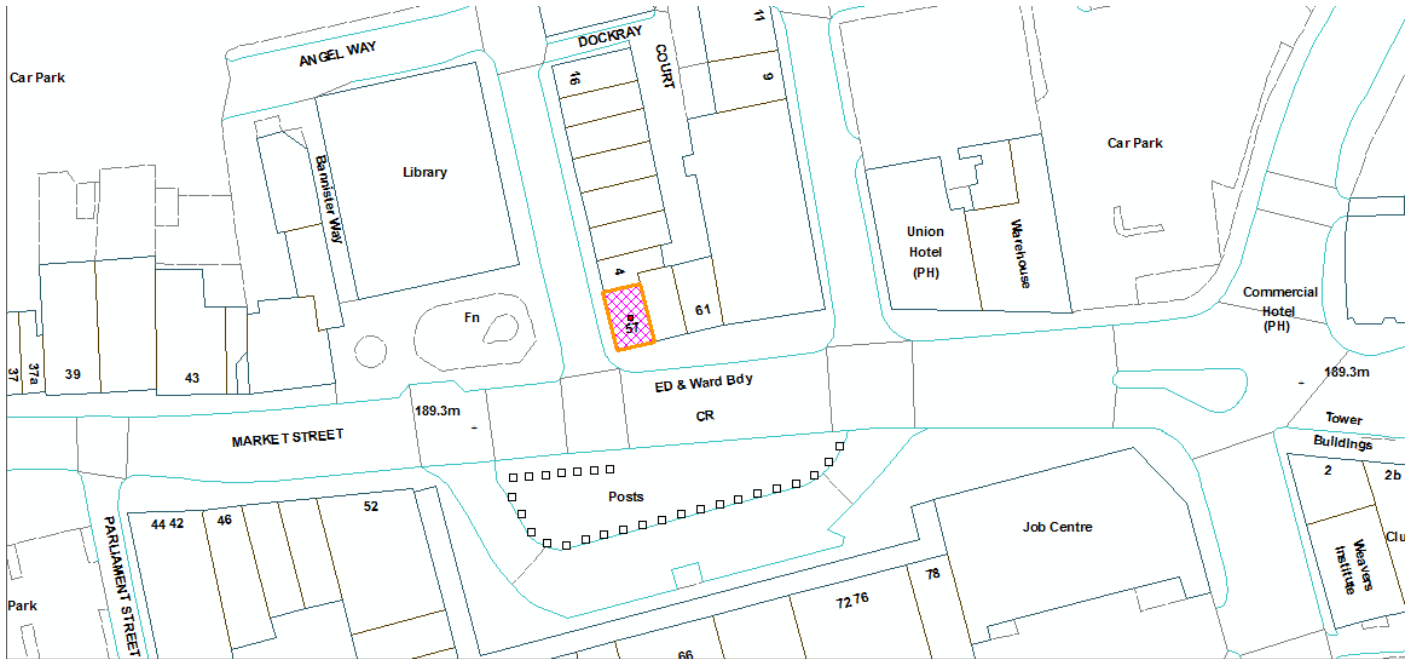 ANGEL WAY
DOCKRAY
COURT
11
9
16
Car Park
Library
Bannister Way
Car Park
Union
Hotel
(PH)
Warehouse
4
57
61
Fn
Commercial
Hotel
(PH)
37
37a
39
43
189.3m
ED & Ward Bdy
CR
189.3m
MARKET STREET
Tower
Buildings
Posts
2
2b
44 42
46
52
Job Centre
PARLIAMENT STREET
Weavers
Institute
Clu
Park
78
72 76
66